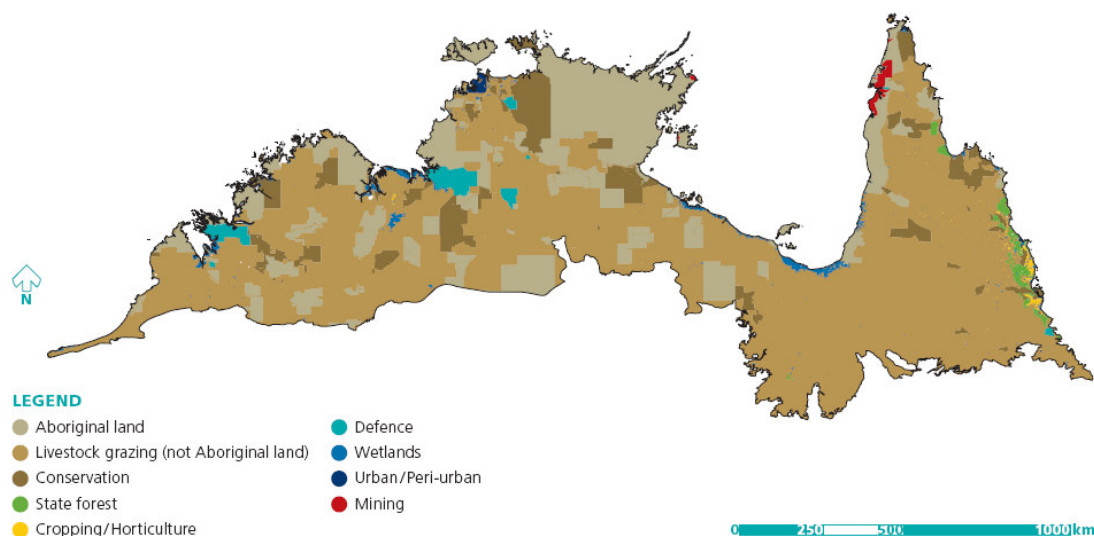 N
LEGEND
Aboriginal land
Livestock grazing (not Aboriginal land)
Conservation
State forest
Cropping/Horticulture
Defence
Wetlands
Urban/Peri-urban
Mining
0 250 500 1000km